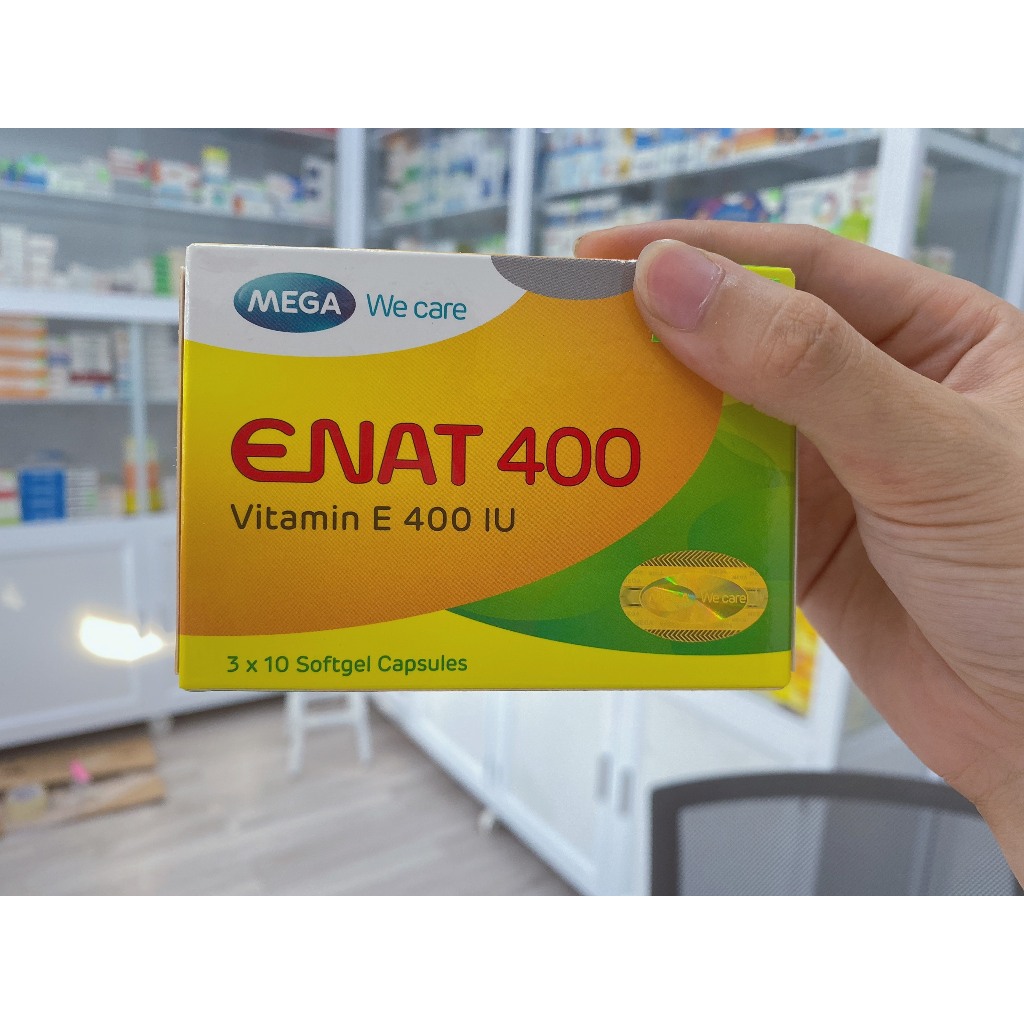 MEGA We care
ENAT 400
Vitamin E 400 IU
We care
3 x 10 Softgel Capsules